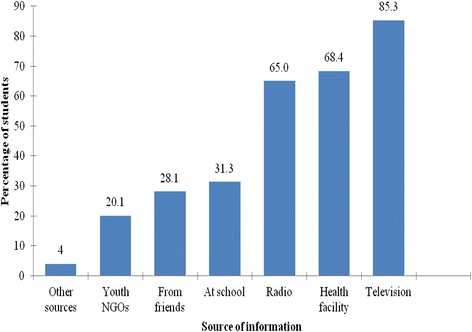 Percentage of students
90
80
70
60
50
40
30
20
10
0
4
20.1
28.1
31.3
65.0
68.4
85.3
Other
sources
Youth
NGOs
From
friends
At school
Radio
Health
facility
Television
Source of information